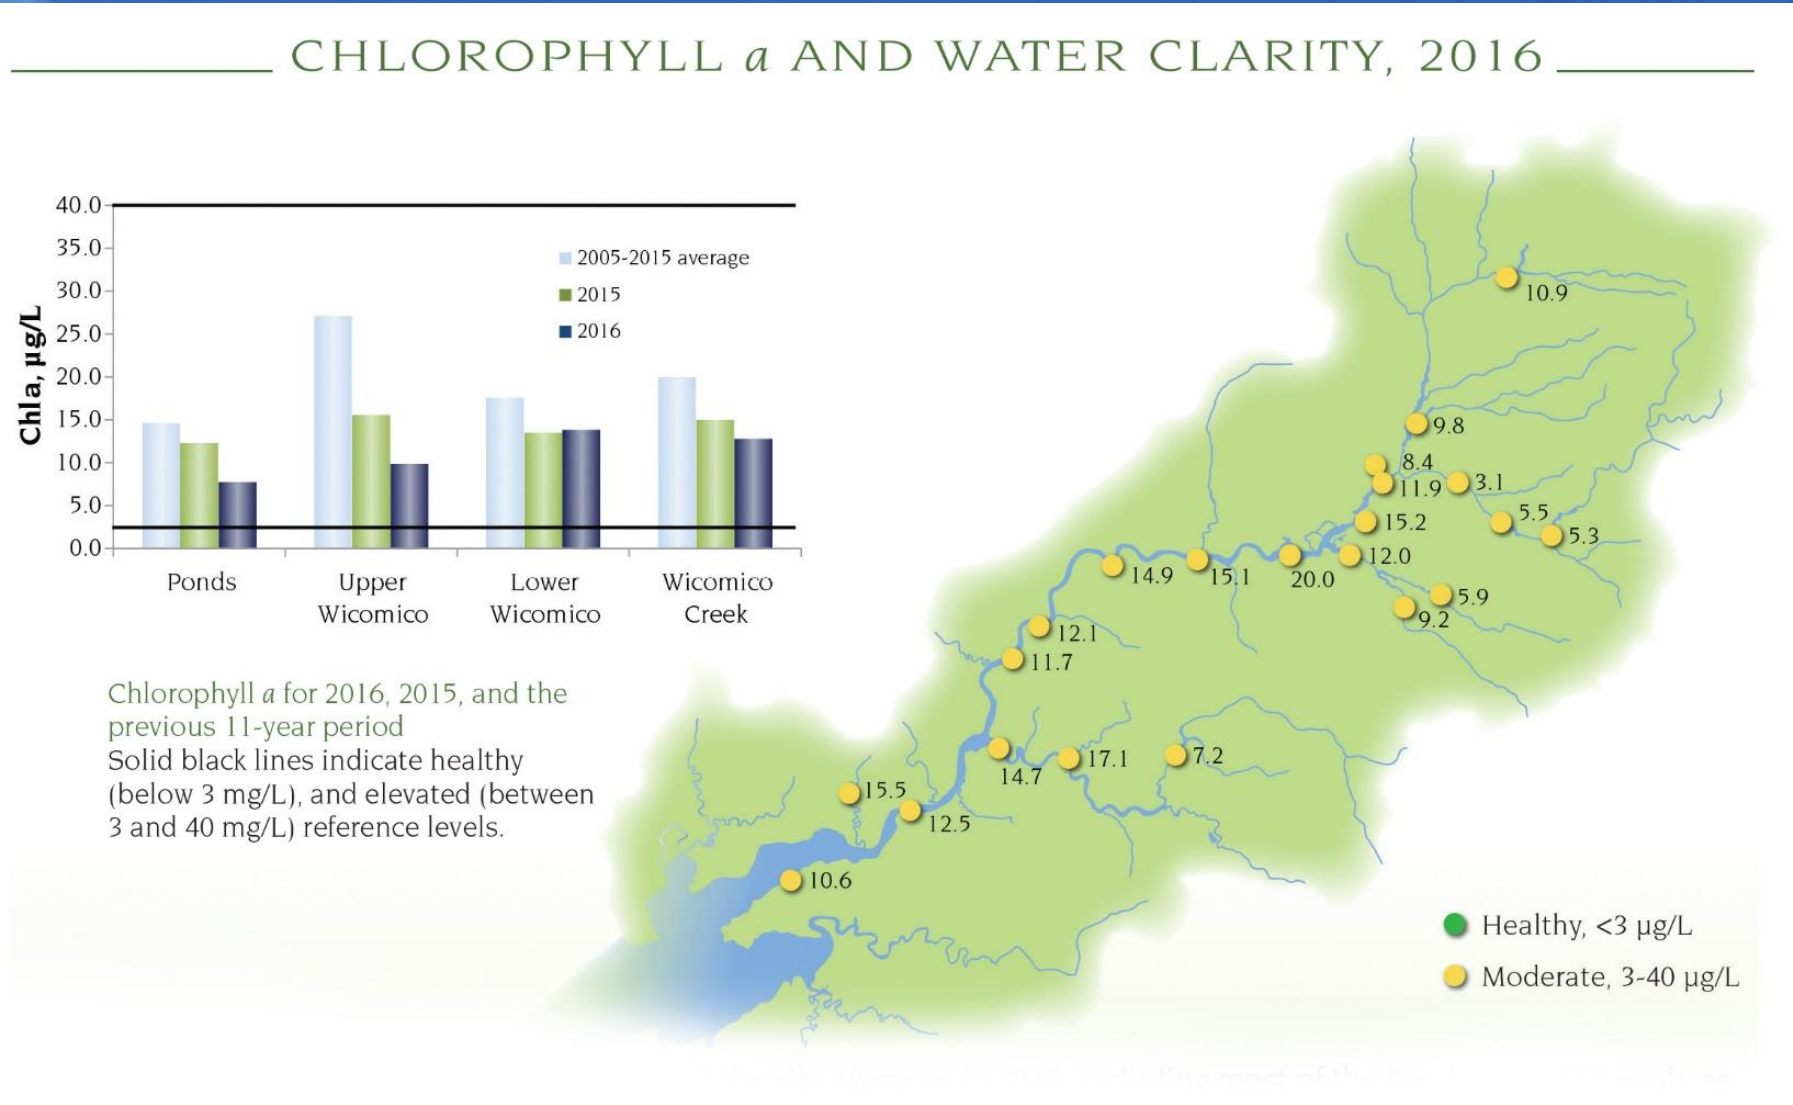 CHLOROPHYLL a AND WATER CLARITY, 2016
Chl a, µg/L
40.0
35.0
30.0
25.0
20.0
15.0
10.0
5.0
0.0
2005-2015 average
2015
2016
Ponds
Upper
Wicomico
Lower
Wicomico
Wicomico
Creek
Chlorophyll a for 2016, 2015, and the
previous 11-year period
Solid black lines indicate healthy
(below 3 mg/L), and elevated (between
3 and 40 mg/L) reference levels.
10.9
9.8
8.4
11.9
3.1
5.5
5.3
15.2
12.0
20.0
15.1
14.9
5.9
9.2
12.1
11.7
14.7
17.1
7.2
15.5
12.5
10.6
Healthy, <3 µg/L
Moderate, 3-40 µg/L